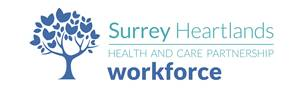 Surrey Heartlands
HEALTH AND CARE PARTNERSHIP
workforce